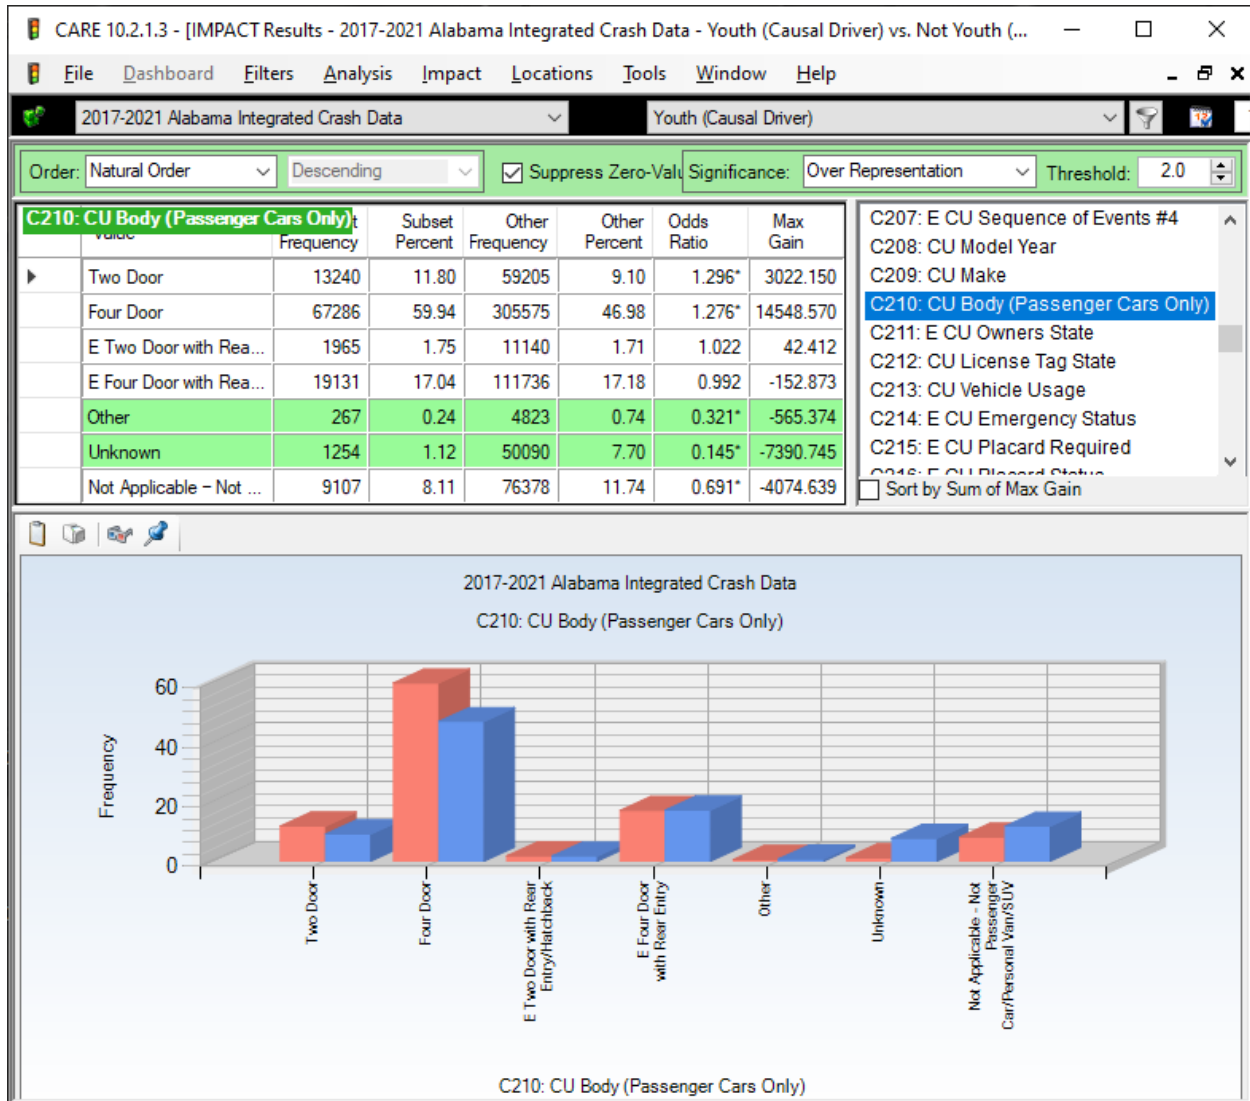 CARE 10.2.1.3 - [IMPACT Results - 2017-2021 Alabama Integrated Crash Data - Youth (Causal Driver) vs. Not Youth (...
File Dashboard Filters Analysis Impact Locations Tools Window Help
2017-2021 Alabama Integrated Crash Data Youth (Causal Driver)
Order: Natural Order Descending Suppress Zero-Valu Significance: Over Representation Threshold: 2.0
C210: CU Body (Passenger Cars Only)
Frequency Subset Percent Other Frequency Other Percent Odds Ratio Max Gain
Two Door 13240 11.80 59205 9.10 1.296* 3022.150
Four Door 67286 59.94 305575 46.98 1.276* 14548.570
E Two Door with Rea... 1965 1.75 11140 1.71 1.022 42.412
E Four Door with Rea... 19131 17.04 111736 17.18 0.992 -152.873
Other 267 0.24 4823 0.74 0.321* -565.374
Unknown 1254 1.12 50090 7.70 0.145* -7390.745
Not Applicable - Not ... 9107 8.11 76378 11.74 0.691* -4074.639
C207: E CU Sequence of Events #4
C208: CU Model Year
C209: CU Make
C210: CU Body (Passenger Cars Only)
C211: E CU Owners State
C212: CU License Tag State
C213: CU Vehicle Usage
C214: E CU Emergency Status
C215: E CU Placard Required
C216: E CU Placard Status
Sort by Sum of Max Gain
2017-2021 Alabama Integrated Crash Data
C210: CU Body (Passenger Cars Only)
Frequency
60
40
20
0
Two Door
Four Door
E Two Door with Rear
Entry/Hatchback
E Four Door
with Rear Entry
Other
Unknown
Not Applicable - Not
Passenger
Car/Personal Van/SUV
C210: CU Body (Passenger Cars Only)